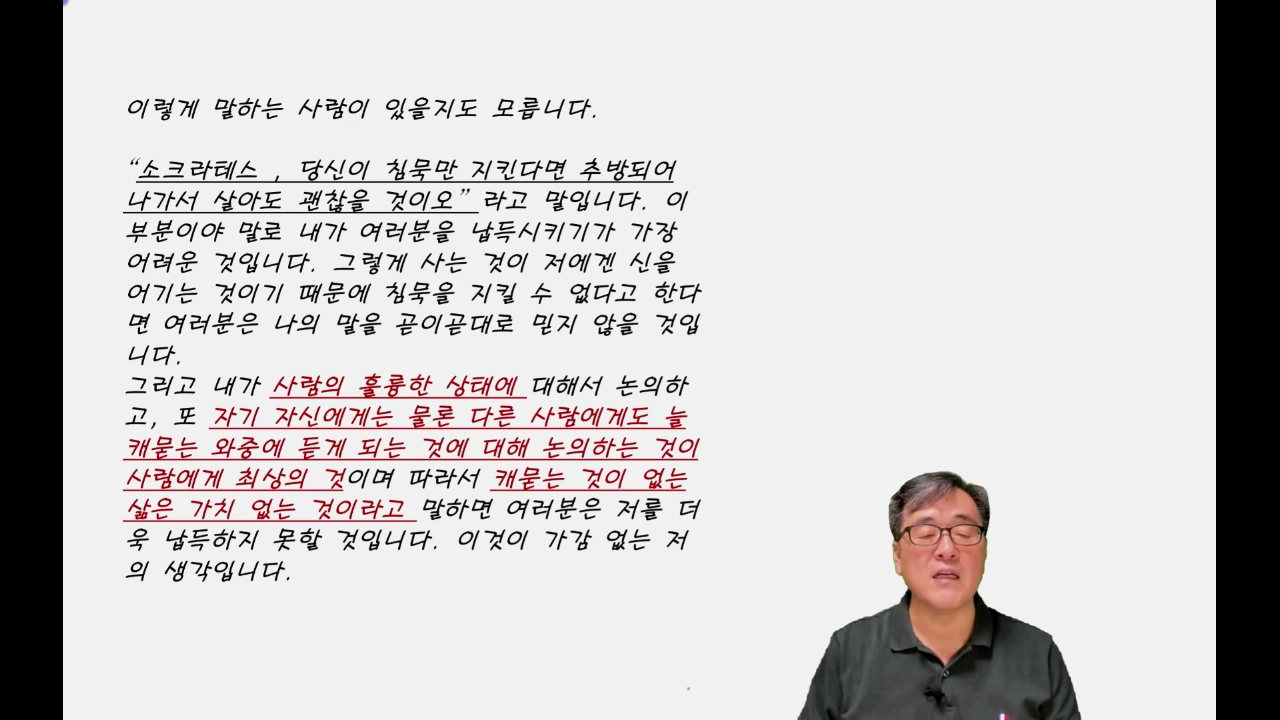 이렇게 말하는 사람이 있을지도 모릅니다.
“소크라테스 , 당신이 침묵만 지킨다면 추방되어
나가서 살아도 괜찮을 것이오” 라고 말입니다. 이
부분이야 말로 내가 여러분을 납득시키기가 가장
어려운 것입니다. 그렇게 사는 것이 저에겐 신을
어기는 것이기 때문에 침묵을 지킬 수 없다고 한다
면 여러분은 나의 말을 곧이곧대로 믿지 않을 것입
니다.
그리고 내가 사람의 훌륭한 상태에 대해서 논의하
고, 또 자기 자신에게는 물론 다른 사람에게도 늘
캐묻는 와중에 듣게 되는 것에 대해 논의하는 것이
사람에게 최상의 것이며 따라서 캐묻는 것이 없는
삶은 가치 없는 것이라고 말하면 여러분은 저를 더
욱 납득하지 못할 것입니다. 이것이 가감 없는 저
의 생각입니다.